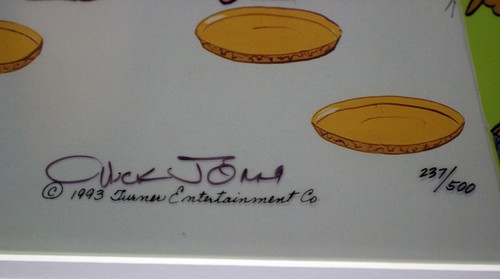 Chuck Jones
© 1993 Turner Entertainment Co.
237/500